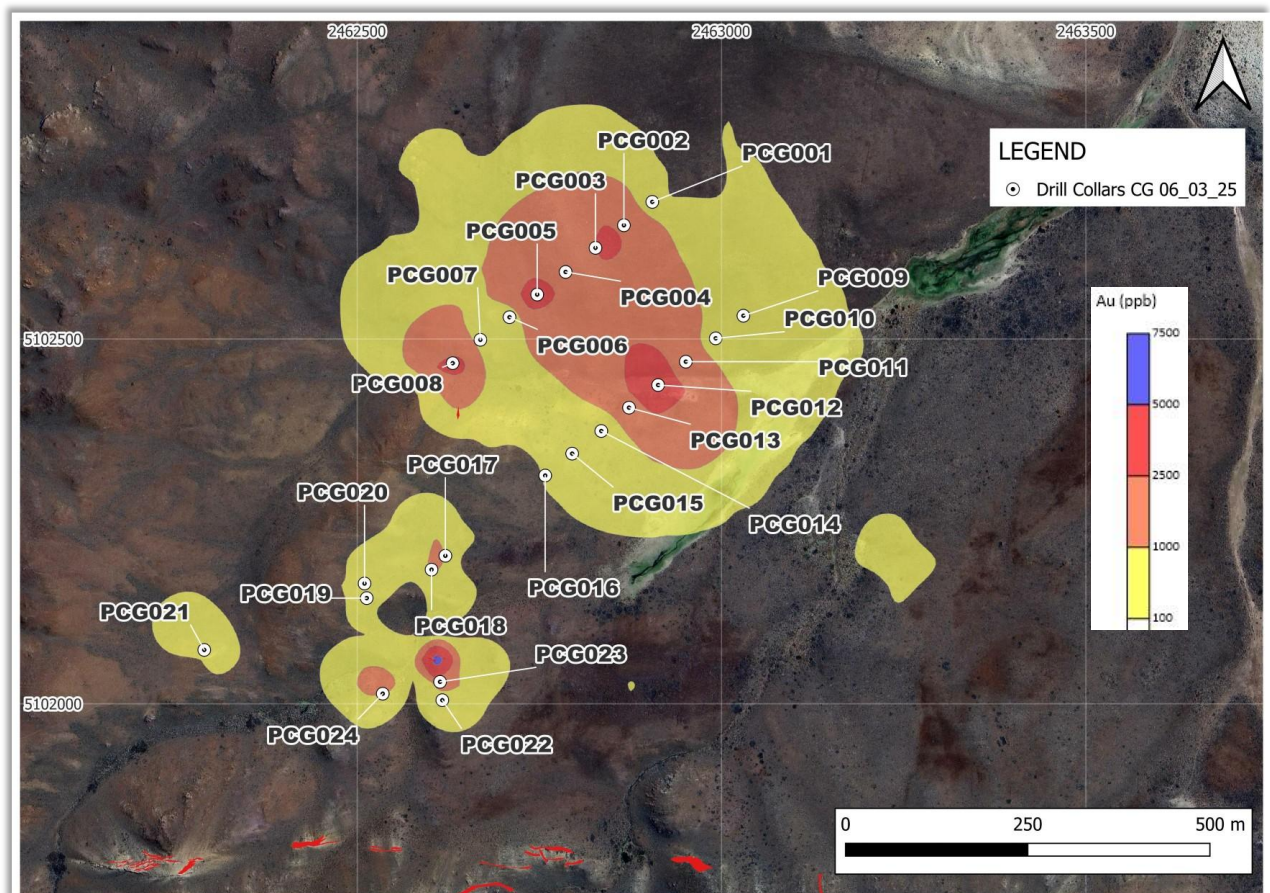 2462500
2463000
2463500
PCG002
PCG001
LEGEND
Drill Collars CG 06_03_25
PCG003
PCG005
PCG007
PCG004
PCG009
PCG010
PCG006
PCG011
PCG008
PCG012
PCG013
PCG015
PCG014
PCG016
PCG017
PCG020
PCG019
PCG021
PCG018
PCG023
PCG024
PCG022
5102500
5102000
Au (ppb)
7500
5000
2500
1000
100
0
250
500 m